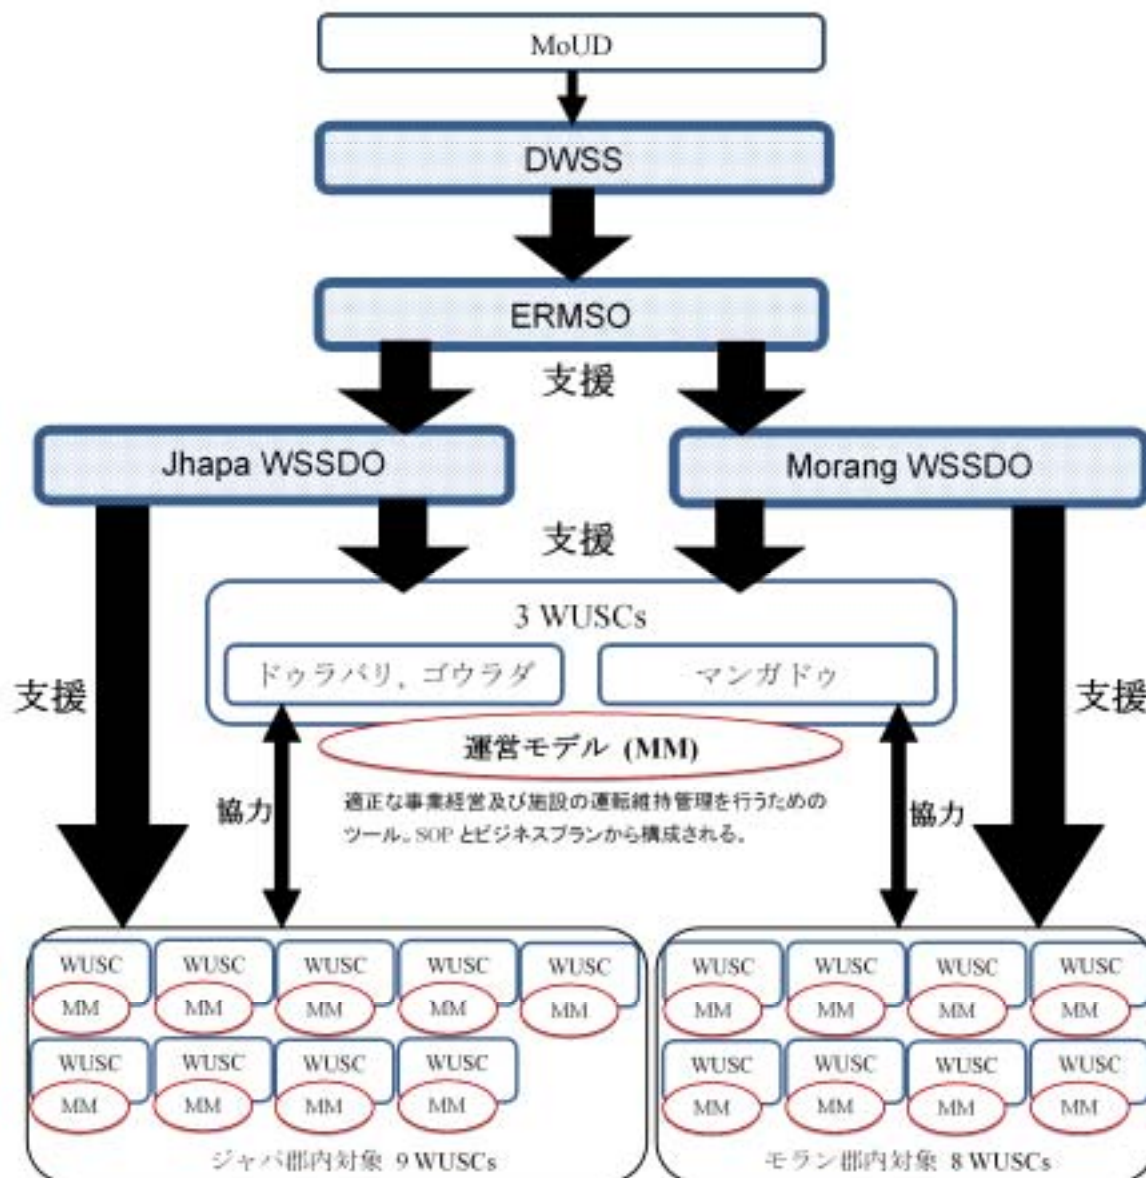 MoUD
DWSS
ERMSO
支援
Jhapa WSSDO
Morang WSSDO
支援
3 WUSCs
ドゥラバリ, ゴウラダ
マンガドゥ
支援
支援
運営モデル (MM)
協力
適正な事業経営及び施設の運転維持管理を行うための
ツール。SOPとビジネスプランから構成される。
協力
WUSC WUSC WUSC WUSC WUSC
MM MM MM MM MM
WUSC WUSC WUSC WUSC
MM MM MM MM
ジャパ郡内対象 9 WUSCs
WUSC WUSC WUSC WUSC
MM MM MM MM
WUSC WUSC WUSC WUSC
MM MM MM MM
モラン郡内対象 8 WUSCs